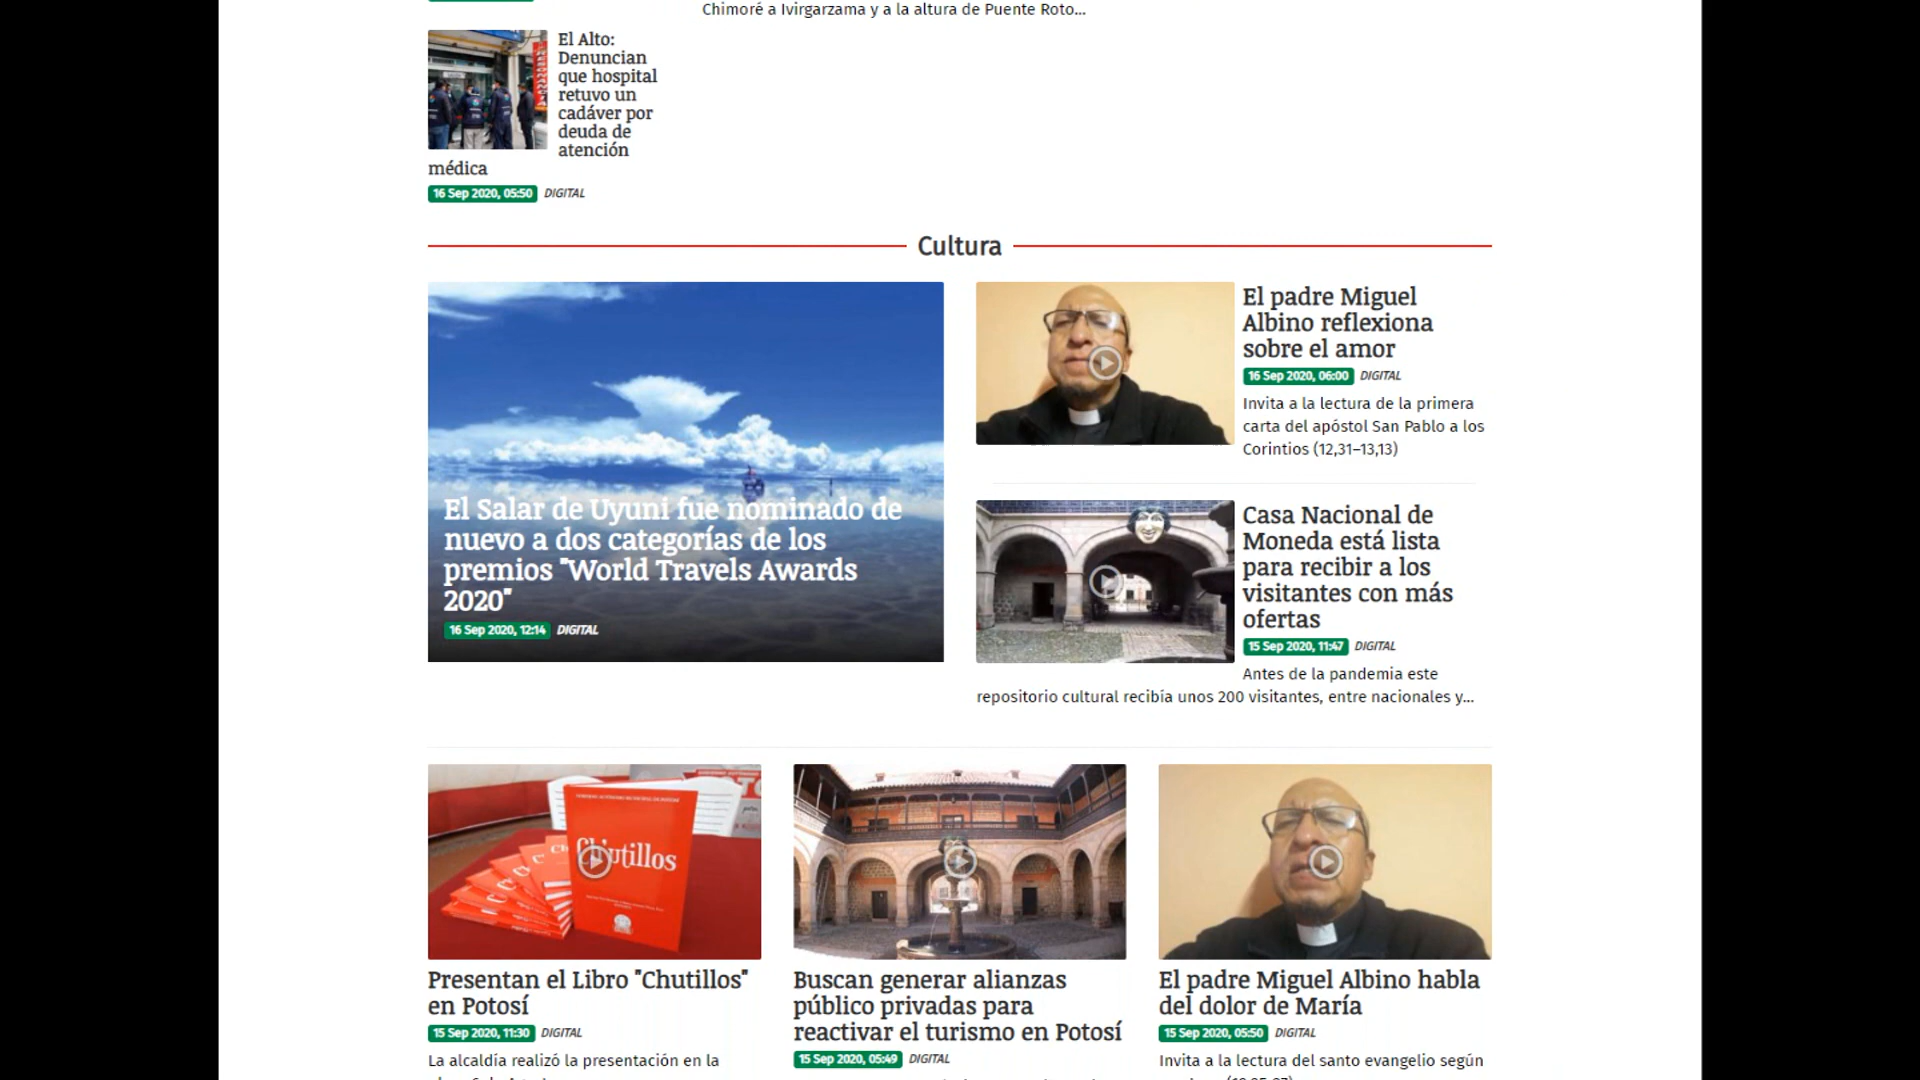 Chimoré a Ivirgarzama y a la altura de Puente Roto...
El Alto:
Denuncian
que hospital
retuvo un
cadáver por
deuda de
atención
médica
16 Sep 2020, 05:50 DIGITAL
Cultura
El Salar de Uyuni fue nominado de
nuevo a dos categorías de los
premios "World Travels Awards
2020"
16 Sep 2020, 12:14 DIGITAL
El padre Miguel
Albino reflexiona
sobre el amor
16 Sep 2020, 06:00 DIGITAL
Invita a la lectura de la primera
carta del apóstol San Pablo a los
Corintios (12,31–13,13)
Casa Nacional de
Moneda está lista
para recibir a los
visitantes con más
ofertas
15 Sep 2020, 11:47 DIGITAL
Antes de la pandemia este
repositorio cultural recibía unos 200 visitantes, entre nacionales y...
Chutillos
Presentan el Libro "Chutillos"
en Potosí
15 Sep 2020, 11:30 DIGITAL
La alcaldía realizó la presentación en la
Buscan generar alianzas
público privadas para
reactivar el turismo en Potosí
15 Sep 2020, 05:49 DIGITAL
El padre Miguel Albino habla
del dolor de María
15 Sep 2020, 05:50 DIGITAL
Invita a la lectura del santo evangelio según